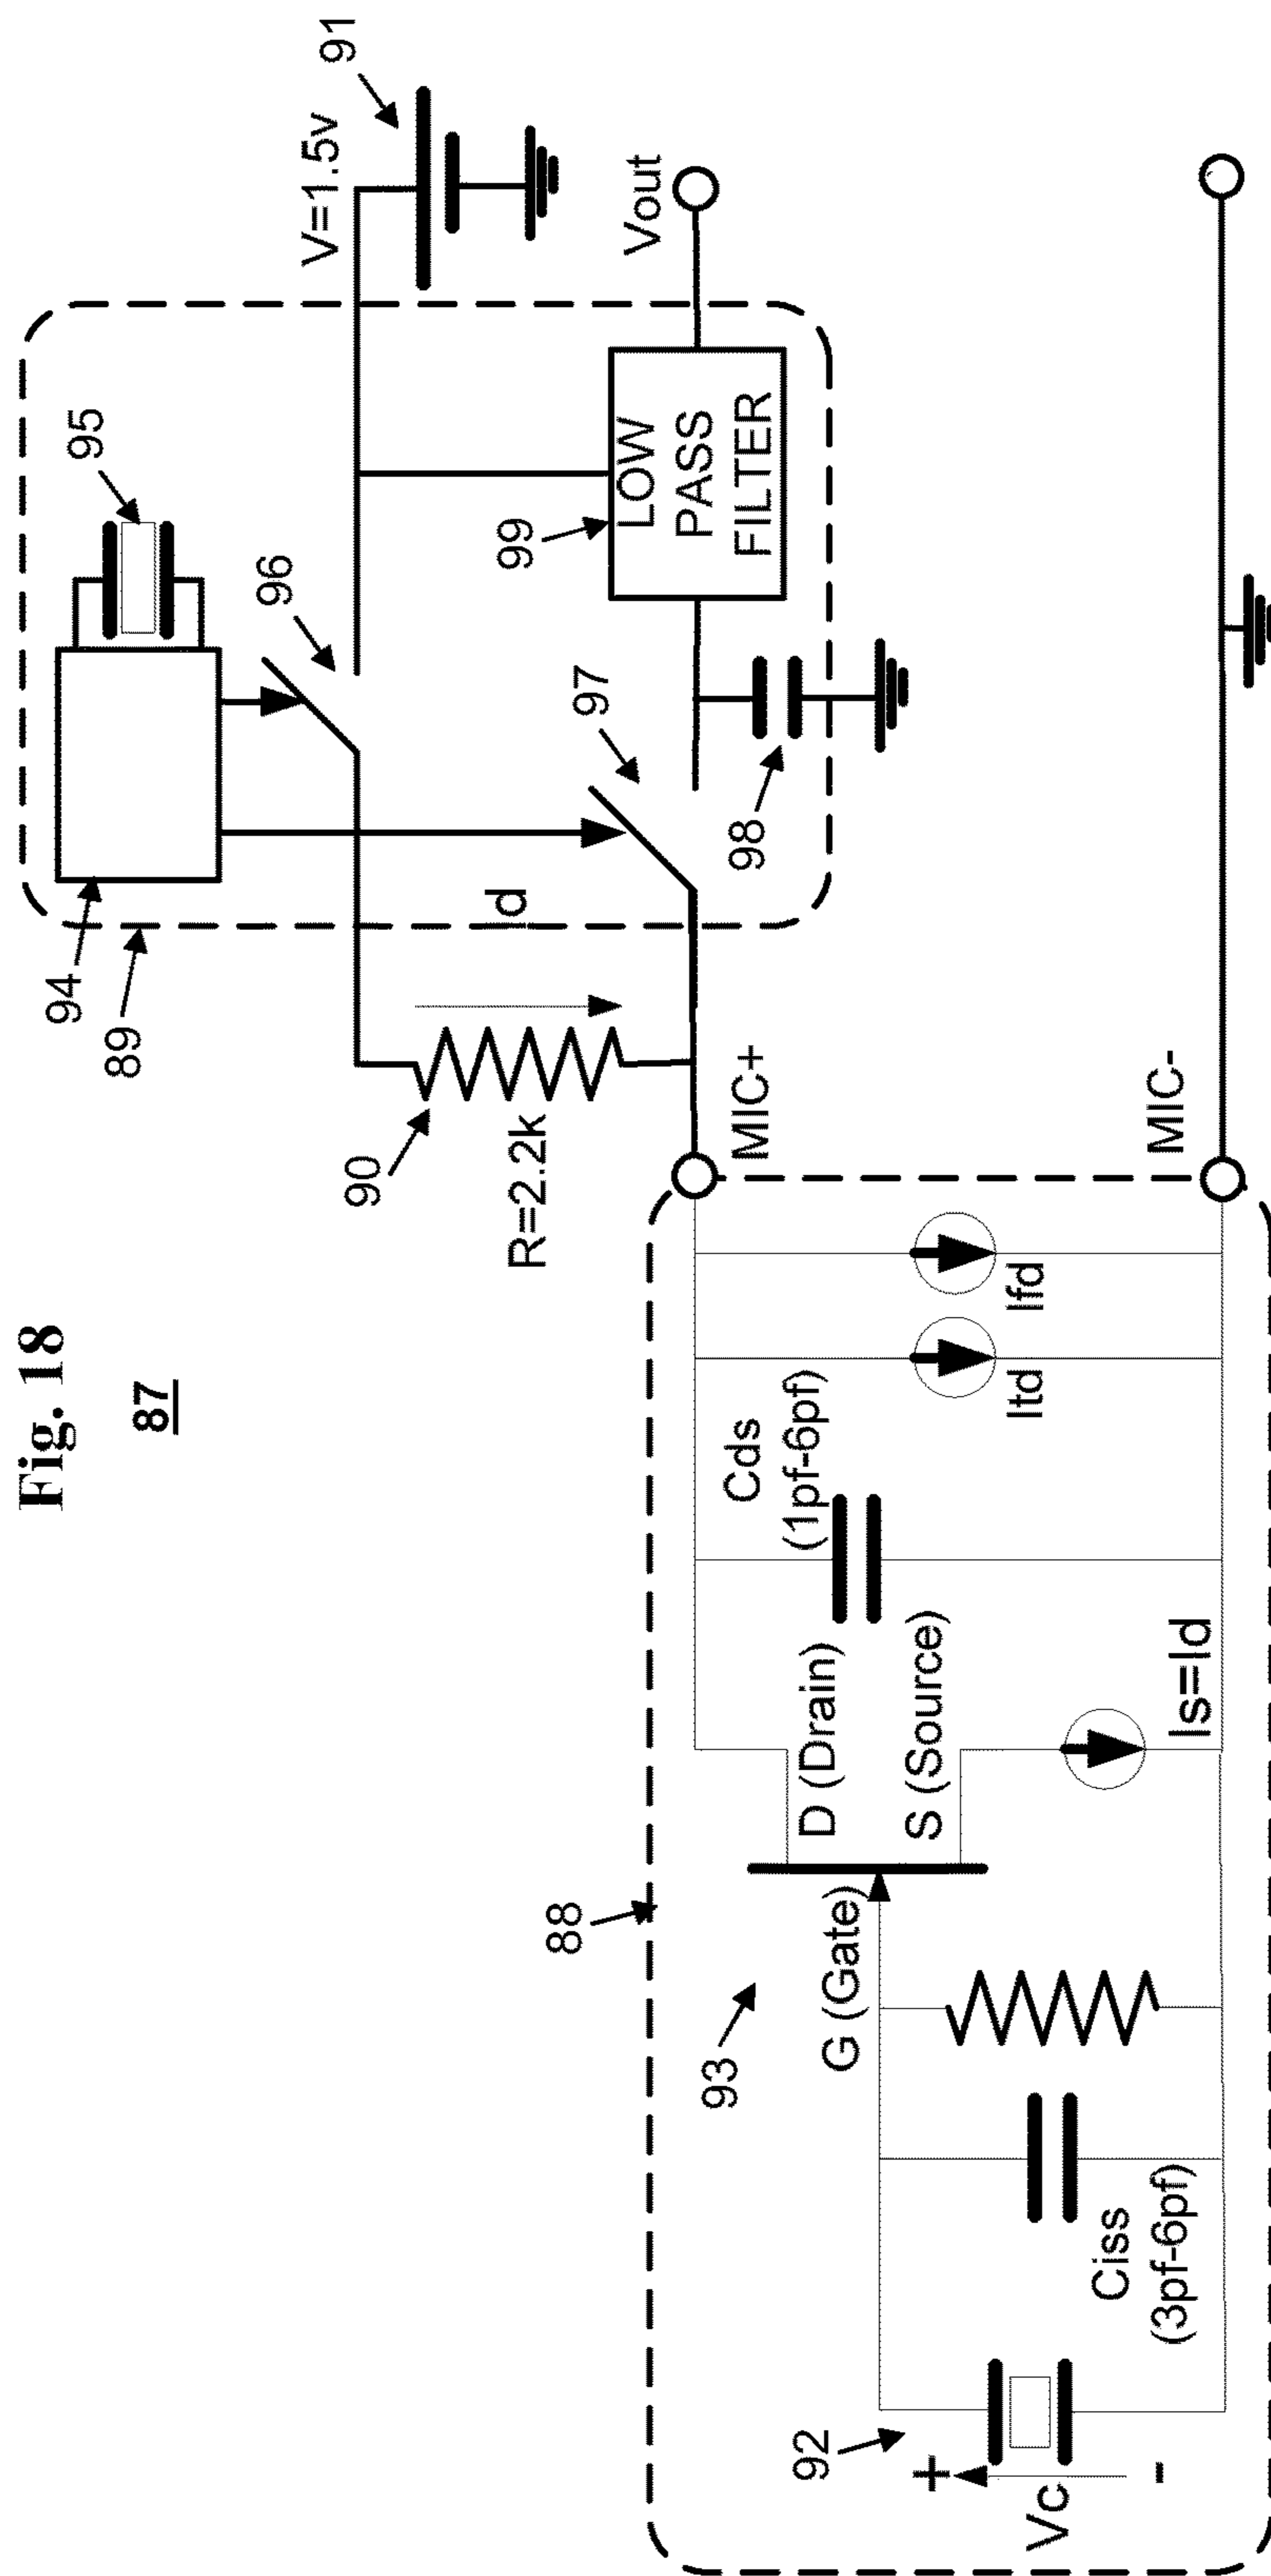 Fig. 18
87
88
93
92
+
Vc
-
G (Gate)
Ciss
(3pf-6pf)
D (Drain)
S (Source)
Is=Id
Cds
(1pf-6pf)
Itd
Ifd
MIC+
MIC-
90
R=2.2k
d
89
94
95
96
97
98
99
LOW
PASS
FILTER
V=1.5v
91
Vout